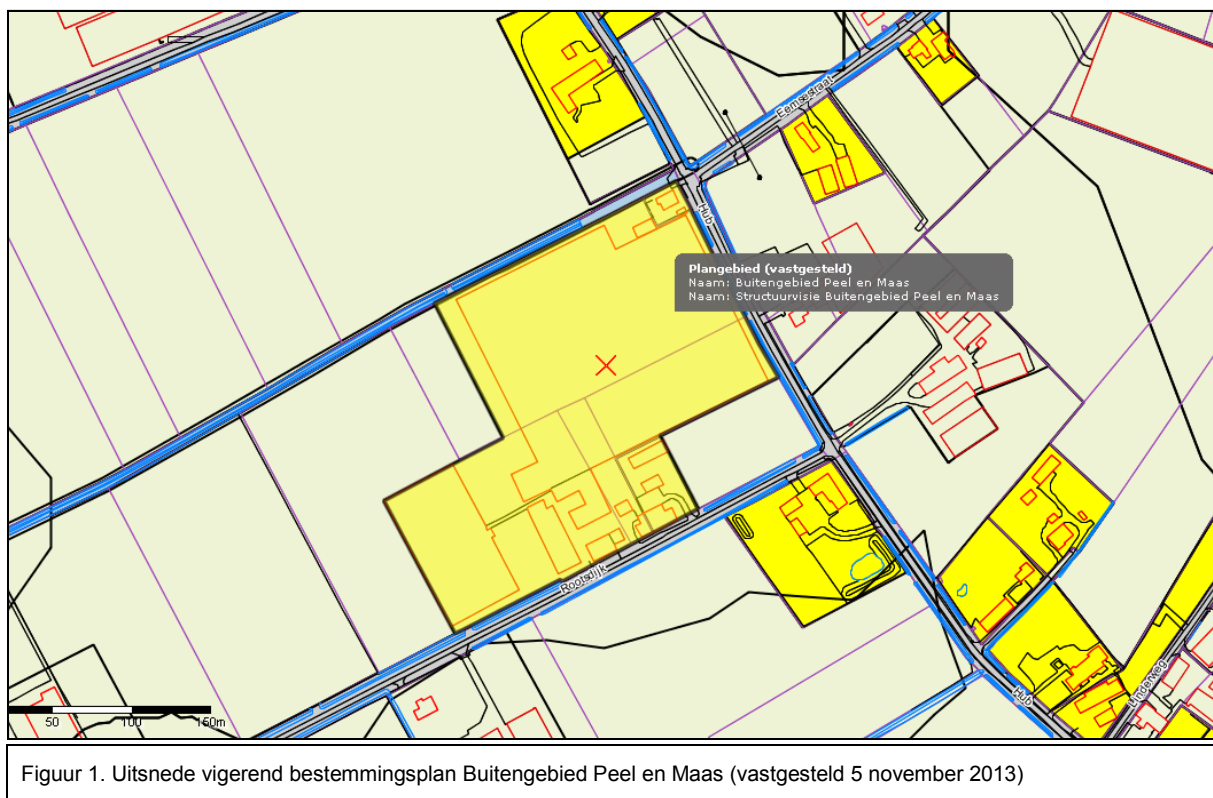 Eemsestraat
Hub
Plangebied (vastgesteld)
Naam: Buitengebied Peel en Maas
Naam: Structuurvisie Buitengebied Peel en Maas
Rootsdijk
Linderweg
Hub
50 100 150m
Figuur 1. Uitsnede vigerend bestemmingsplan Buitengebied Peel en Maas (vastgesteld 5 november 2013)